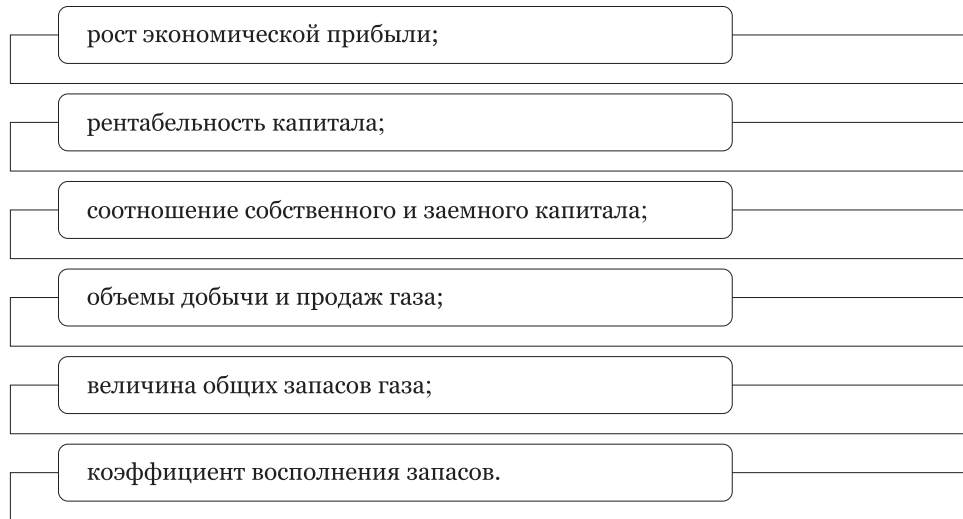 рост экономической прибыли;
рентабельность капитала;
соотношение собственного и заемного капитала;
объемы добычи и продаж газа;
величина общих запасов газа;
коэффициент восполнения запасов.